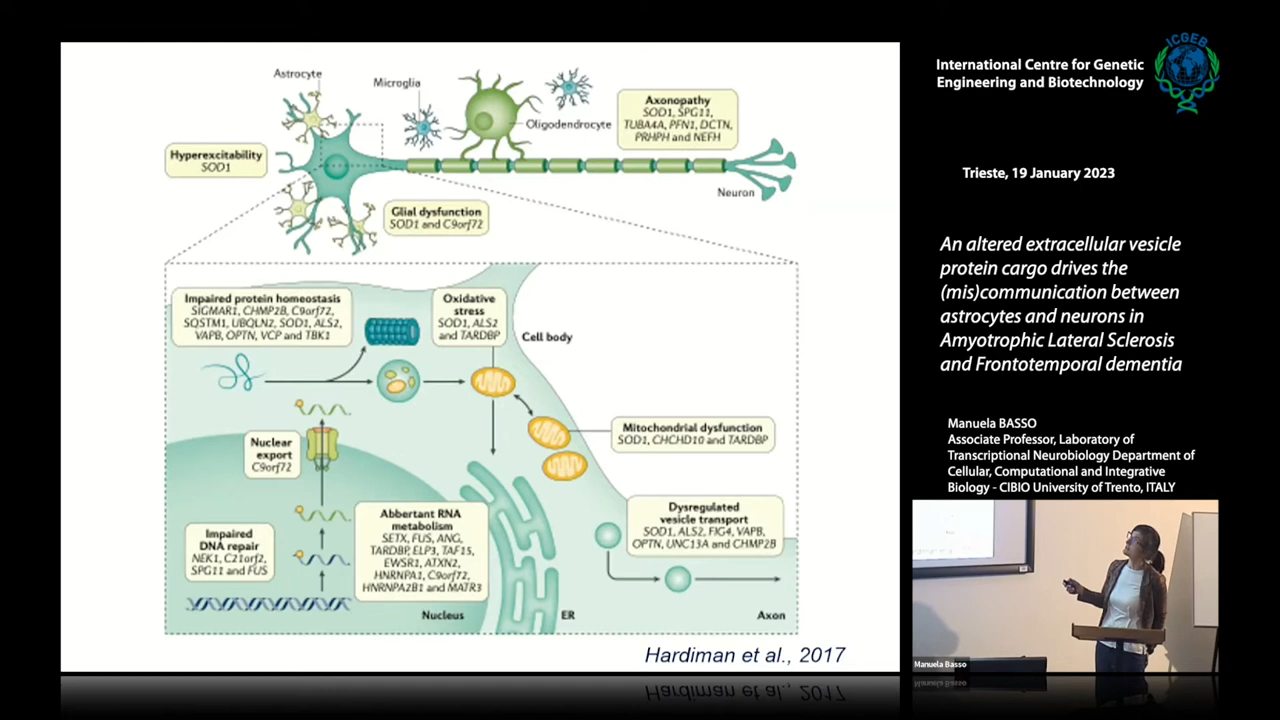 Astrocyte
Microglia
Oligodendrocyte
Axonopathy
SOD1, SPG11,
TUBA4A, PFN1, DCTN,
PRHPH and NEFH
Hyperexcitability
SOD1
Neuron
Glial dysfunction
SOD1 and C9orf72
Impaired protein homeostasis
SIGMAR1, CHMP2B, C9orf72,
SQSTM1, UBQLN2, SOD1, ALS2,
VAPB, OPTN, VCP and TBK1
Oxidative
stress
SOD1, ALS2
and TARDBP
Cell body
Mitochondrial dysfunction
SOD1, CHCHD10 and TARDBP
Nuclear
export
C9orf72
Impaired
DNA repair
NEK1, C21orf2,
SPG11 and FUS
Abbertant RNA
metabolism
SETX, FUS, ANG,
TARDBP, ELP3, TAF15,
EWSR1, ATXN2,
HNRNPA1, C9orf72,
HNRNPA2B1 and MATR3
Dysregulated
vesicle transport
SOD1, ALS2, FIG4, VAPB,
OPTN, UNC13A and CHMP2B
Nucleus
ER
Axon
Hardiman et al., 2017
International Centre for Genetic
Engineering and Biotechnology
ICGEB
Trieste, 19 January 2023
An altered extracellular vesicle
protein cargo drives the
(mis)communication between
astrocytes and neurons in
Amyotrophic Lateral Sclerosis
and Frontotemporal dementia
Manuela BASSO
Associate Professor, Laboratory of
Transcriptional Neurobiology Department of
Cellular, Computational and Integrative
Biology - CIBIO University of Trento, ITALY
Manuela Basso